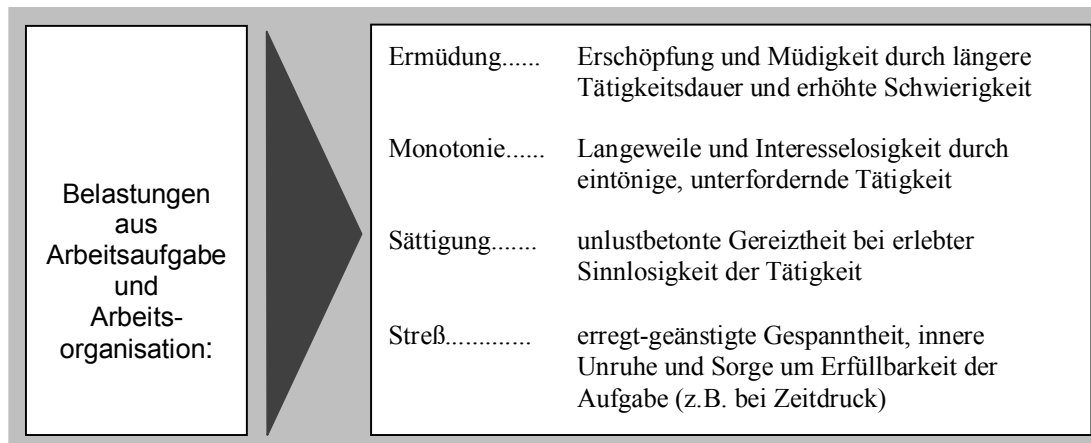 Belastungen
aus
Arbeitsaufgabe
und
Arbeits-
organisation:
Ermüdung...... Erschöpfung und Müdigkeit durch längere
Tätigkeitsdauer und erhöhte Schwierigkeit
Monotonie...... Langeweile und Interesselosigkeit durch
eintönige, unterfordernde Tätigkeit
Sättigung....... unlustbetonte Gereiztheit bei erlebter
Sinnlosigkeit der Tätigkeit
Streß............. erregt-geänstigte Gespanntheit, innere
Unruhe und Sorge um Erfüllbarkeit der
Aufgabe (z.B. bei Zeitdruck)